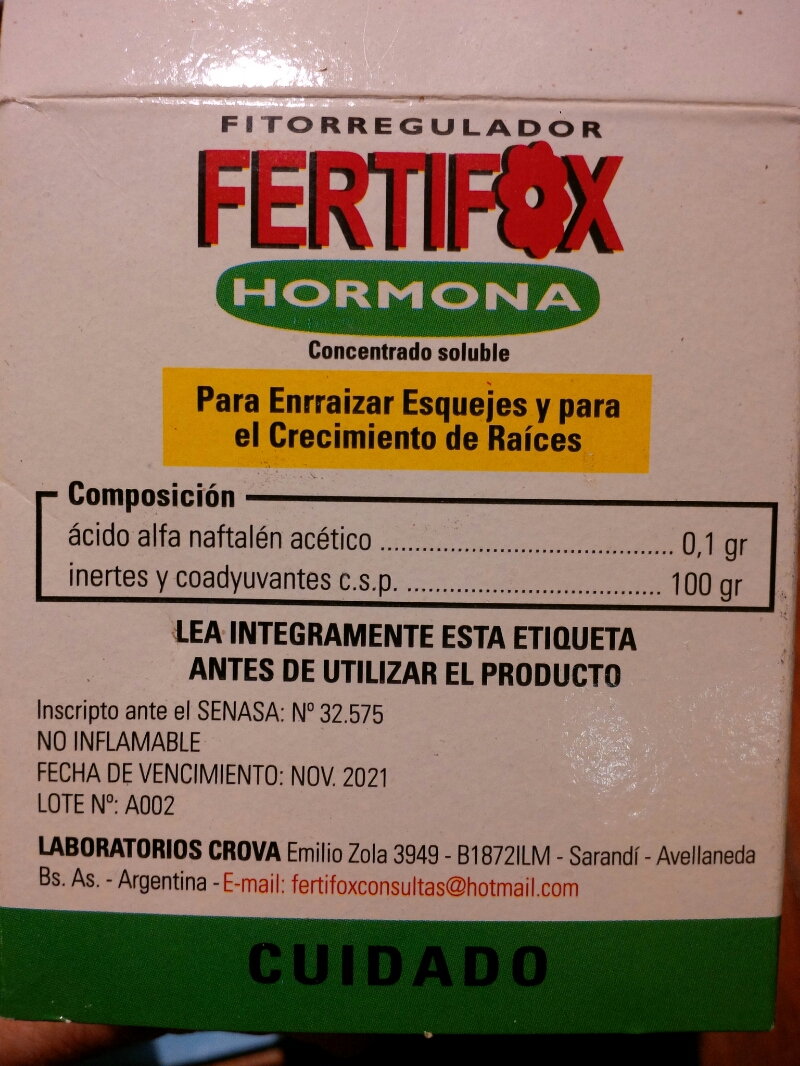 FITORREGULADOR
FERTIFOX
HORMONA
Concentrado soluble
Para Enrraizar Esquejes y para
el Crecimiento de Raíces
Composición
ácido alfa naftalén acético .......................................... 0,1 gr
inertes y coadyuvantes c.s.p. ..................................... 100 gr
LEA INTEGRAMENTE ESTA ETIQUETA
ANTES DE UTILIZAR EL PRODUCTO
Inscripto ante el SENASA: Nº 32.575
NO INFLAMABLE
FECHA DE VENCIMIENTO: NOV. 2021
LOTE Nº: A002
LABORATORIOS CROVA Emilio Zola 3949 - B1872ILM - Sarandí - Avellaneda
Bs. As. - Argentina - E-mail: fertifoxconsultas@hotmail.com
CUIDADO